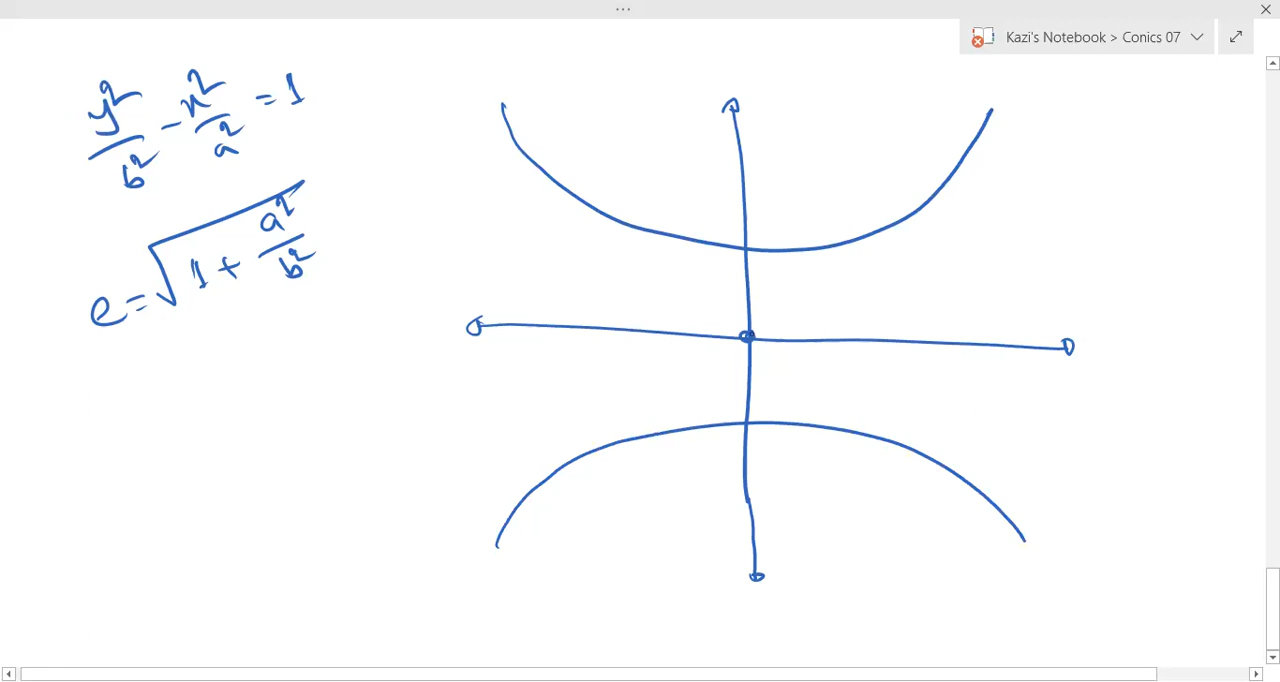 Kazi's Notebook > Conics 07
y²/b² - x²/a² = 1
e = √(1 + a²/b²)